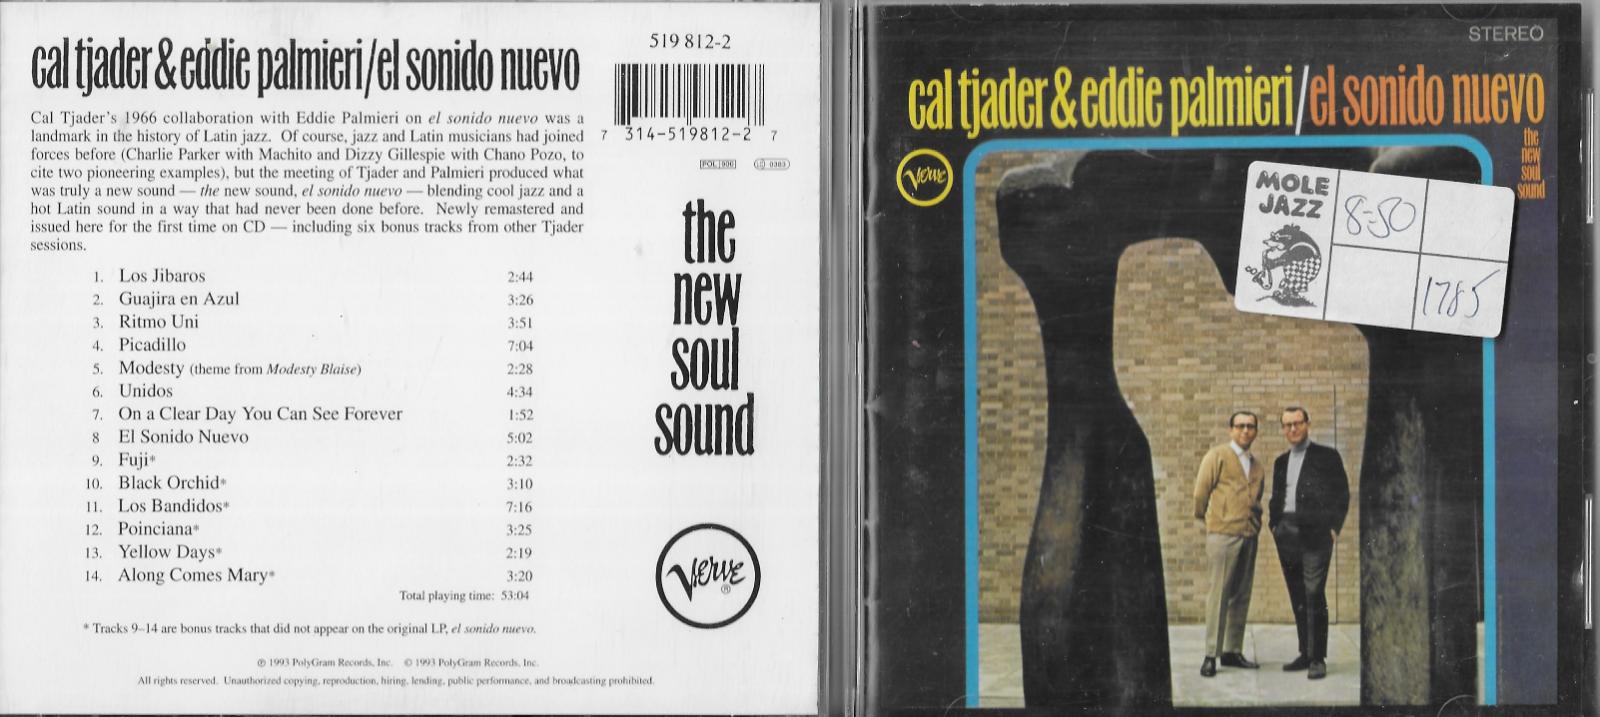 cal tjader & eddie palmieri/el sonido nuevo
Cal Tjader's 1966 collaboration with Eddie Palmieri on el sonido nuevo was a
landmark in the history of Latin jazz. Of course, jazz and Latin musicians had joined
forces before (Charlie Parker with Machito and Dizzy Gillespie with Chano Pozo, to
cite two pioneering examples), but the meeting of Tjader and Palmieri produced what
was truly a new sound — the new sound, el sonido nuevo — blending cool jazz and a
hot Latin sound in a way that had never been done before. Newly remastered and
issued here for the first time on CD — including six bonus tracks from other Tjader
sessions.
1. Los Jibaros 2:44
2. Guajira en Azul 3:26
3. Ritmo Uni 3:51
4. Picadillo 7:04
5. Modesty (theme from Modesty Blaise) 2:28
6. Unidos 4:34
7. On a Clear Day You Can See Forever 1:52
8 El Sonido Nuevo 5:02
9. Fuji* 2:32
10. Black Orchid* 3:10
11. Los Bandidos* 7:16
12. Poinciana* 3:25
13. Yellow Days* 2:19
14. Along Comes Mary* 3:20
Total playing time: 53:04
* Tracks 9–14 are bonus tracks that did not appear on the original LP, el sonido nuevo.
℗ 1993 PolyGram Records, Inc. © 1993 PolyGram Records, Inc.
All rights reserved. Unauthorized copying, reproduction, hiring, lending, public performance, and broadcasting prohibited.
519 812-2
7 314-519812-2 7
the
new
soul
sound
Verve
®
STEREO
cal tjader & eddie palmieri/el sonido nuevo
the
new
soul
sound
Verve
MOLE
JAZZ
8-50
1785